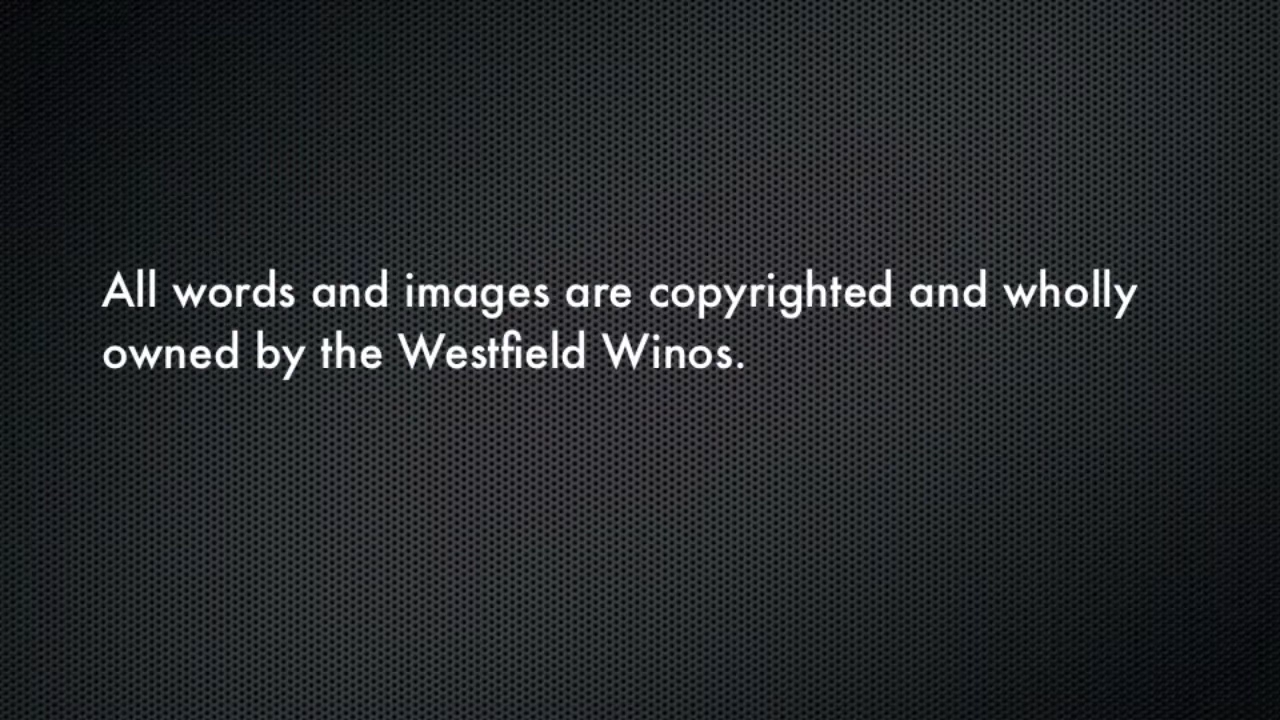 All words and images are copyrighted and wholly
owned by the Westfield Winos.